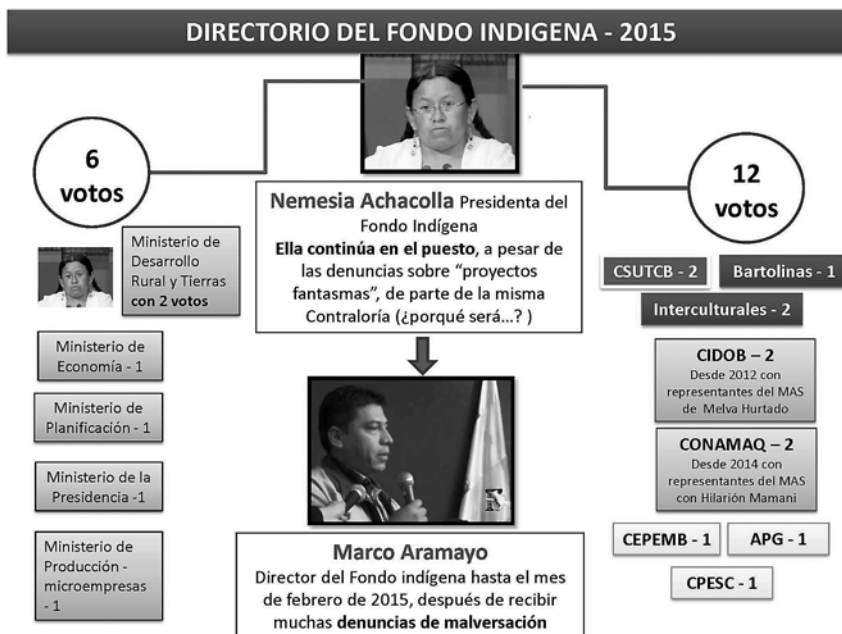 DIRECTORIO DEL FONDO INDIGENA - 2015
6
votos
Ministerio de
Desarrollo
Rural y Tierras
con 2 votos
Ministerio de
Economía - 1
Ministerio de
Planificación - 1
Ministerio de la
Presidencia -1
Ministerio de
Producción -
microempresas
- 1
Nemesia Achacolla Presidenta del
Fondo Indígena
Ella continúa en el puesto, a pesar de
las denuncias sobre “proyectos
fantasmas”, de parte de la misma
Contraloría (¿porqué será...? )
Marco Aramayo
Director del Fondo indígena hasta el mes
de febrero de 2015, después de recibir
muchas denuncias de malversación
12
votos
CSUTCB - 2
Bartolinas - 1
Interculturales - 2
CIDOB – 2
Desde 2012 con
representantes del MAS
de Melva Hurtado
CONAMAQ – 2
Desde 2014 con
representantes del MAS
con Hilarión Mamani
CEPEMB - 1
APG - 1
CPESC - 1